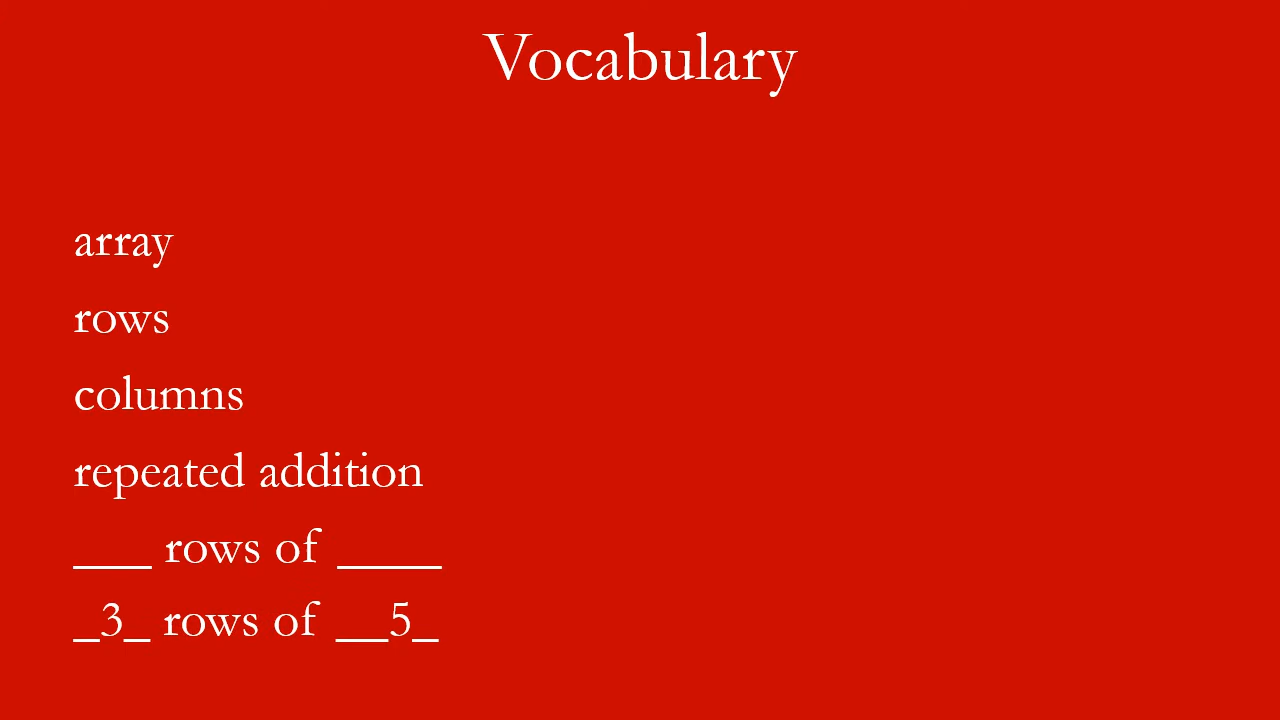 Vocabulary
array
rows
columns
repeated addition
___ rows of ____
_3_ rows of __5_